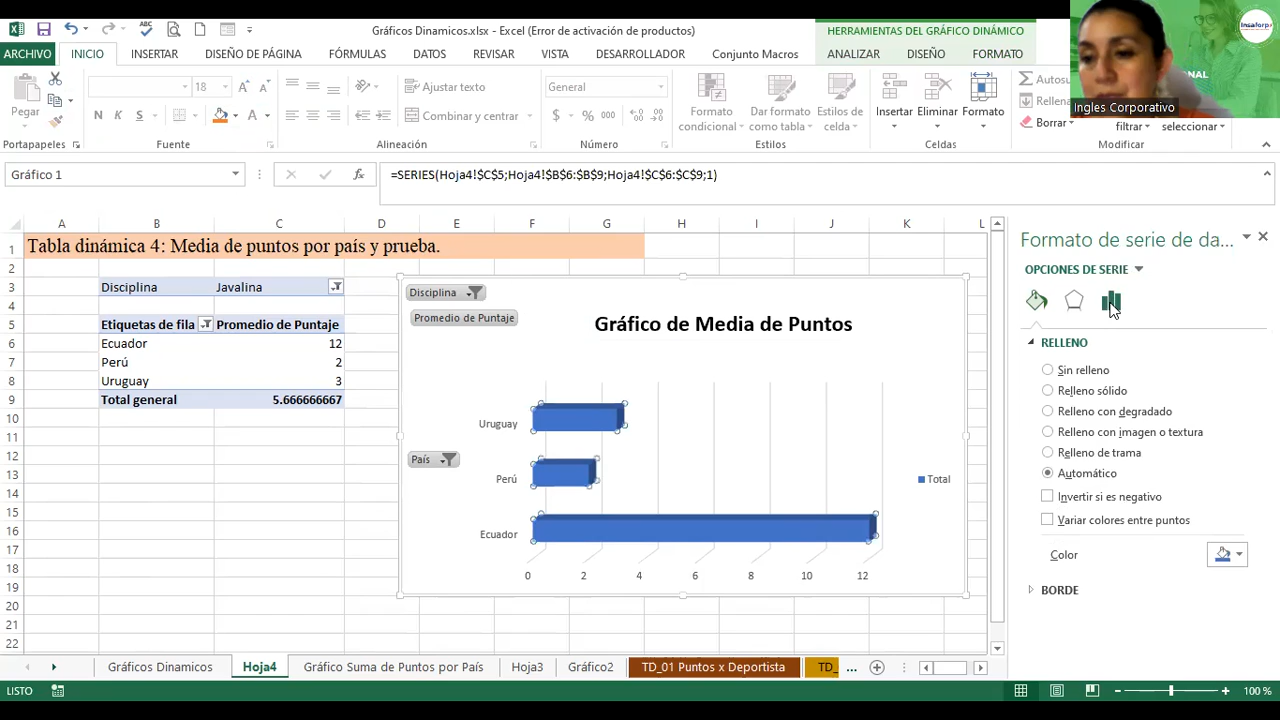 Gráficos Dinamicos.xlsx - Excel (Error de activación de productos)
HERRAMIENTAS DEL GRÁFICO DINÁMICO
ARCHIVO INICIO INSERTAR DISEÑO DE PÁGINA FÓRMULAS DATOS REVISAR VISTA DESARROLLADOR Conjunto Macros ANALIZAR DISEÑO FORMATO
Insaforp
Pegar
18
N K S
Ajustar texto
Combinar y centrar
General
$ % 000
Formato condicional
Dar formato como tabla
Estilos de celda
Insertar
Eliminar
Formato
Autosu
Rellena
Borrar
filtrar
seleccionar
Ingles Corporativo
Portapapeles Fuente Alineación Número Estilos Celdas Modificar
Gráfico 1
fx
=SERIES(Hoja4!$C$5;Hoja4!$B$6:$B$9;Hoja4!$C$6:$C$9;1)
A B C D E F G H I J K L
1 Tabla dinámica 4: Media de puntos por país y prueba.
2
3 Disciplina Javalina
4
5 Etiquetas de fila Promedio de Puntaje
6 Ecuador 12
7 Perú 2
8 Uruguay 3
9 Total general 5.666666667
10
11
12
13
14
15
16
17
18
19
20
21
22
Disciplina
Promedio de Puntaje
Gráfico de Media de Puntos
Uruguay
País
Perú
Total
Ecuador
0 2 4 6 8 10 12
Formato de serie de da...
OPCIONES DE SERIE
RELLENO
Sin relleno
Relleno sólido
Relleno con degradado
Relleno con imagen o textura
Relleno de trama
Automático
Invertir si es negativo
Variar colores entre puntos
Color
BORDE
Gráficos Dinamicos Hoja4 Gráfico Suma de Puntos por País Hoja3 Gráfico2 TD_01 Puntos x Deportista TD_ ...
LISTO
100 %